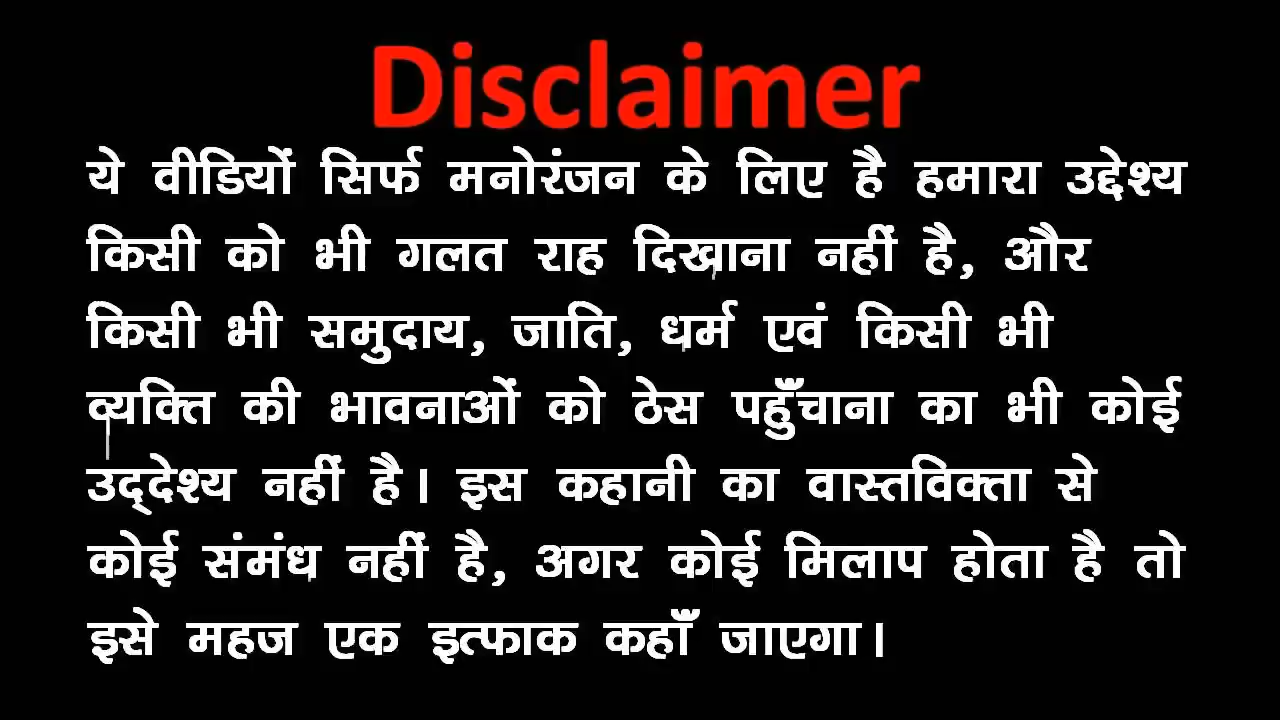 Disclaimer
ये वीडियों सिर्फ मनोरंजन के लिए है हमारा उद्देश्य
किसी को भी गलत राह दिखाना नहीं है, और
किसी भी समुदाय, जाति, धर्म एवं किसी भी
व्यक्ति की भावनाओं को ठेस पहुँचाना का भी कोई
उद्‌देश्य नहीं है। इस कहानी का वास्तविक्ता से
कोई संमंध नहीं है, अगर कोई मिलाप होता है तो
इसे महज एक इत्फाक कहाँ जाएगा।